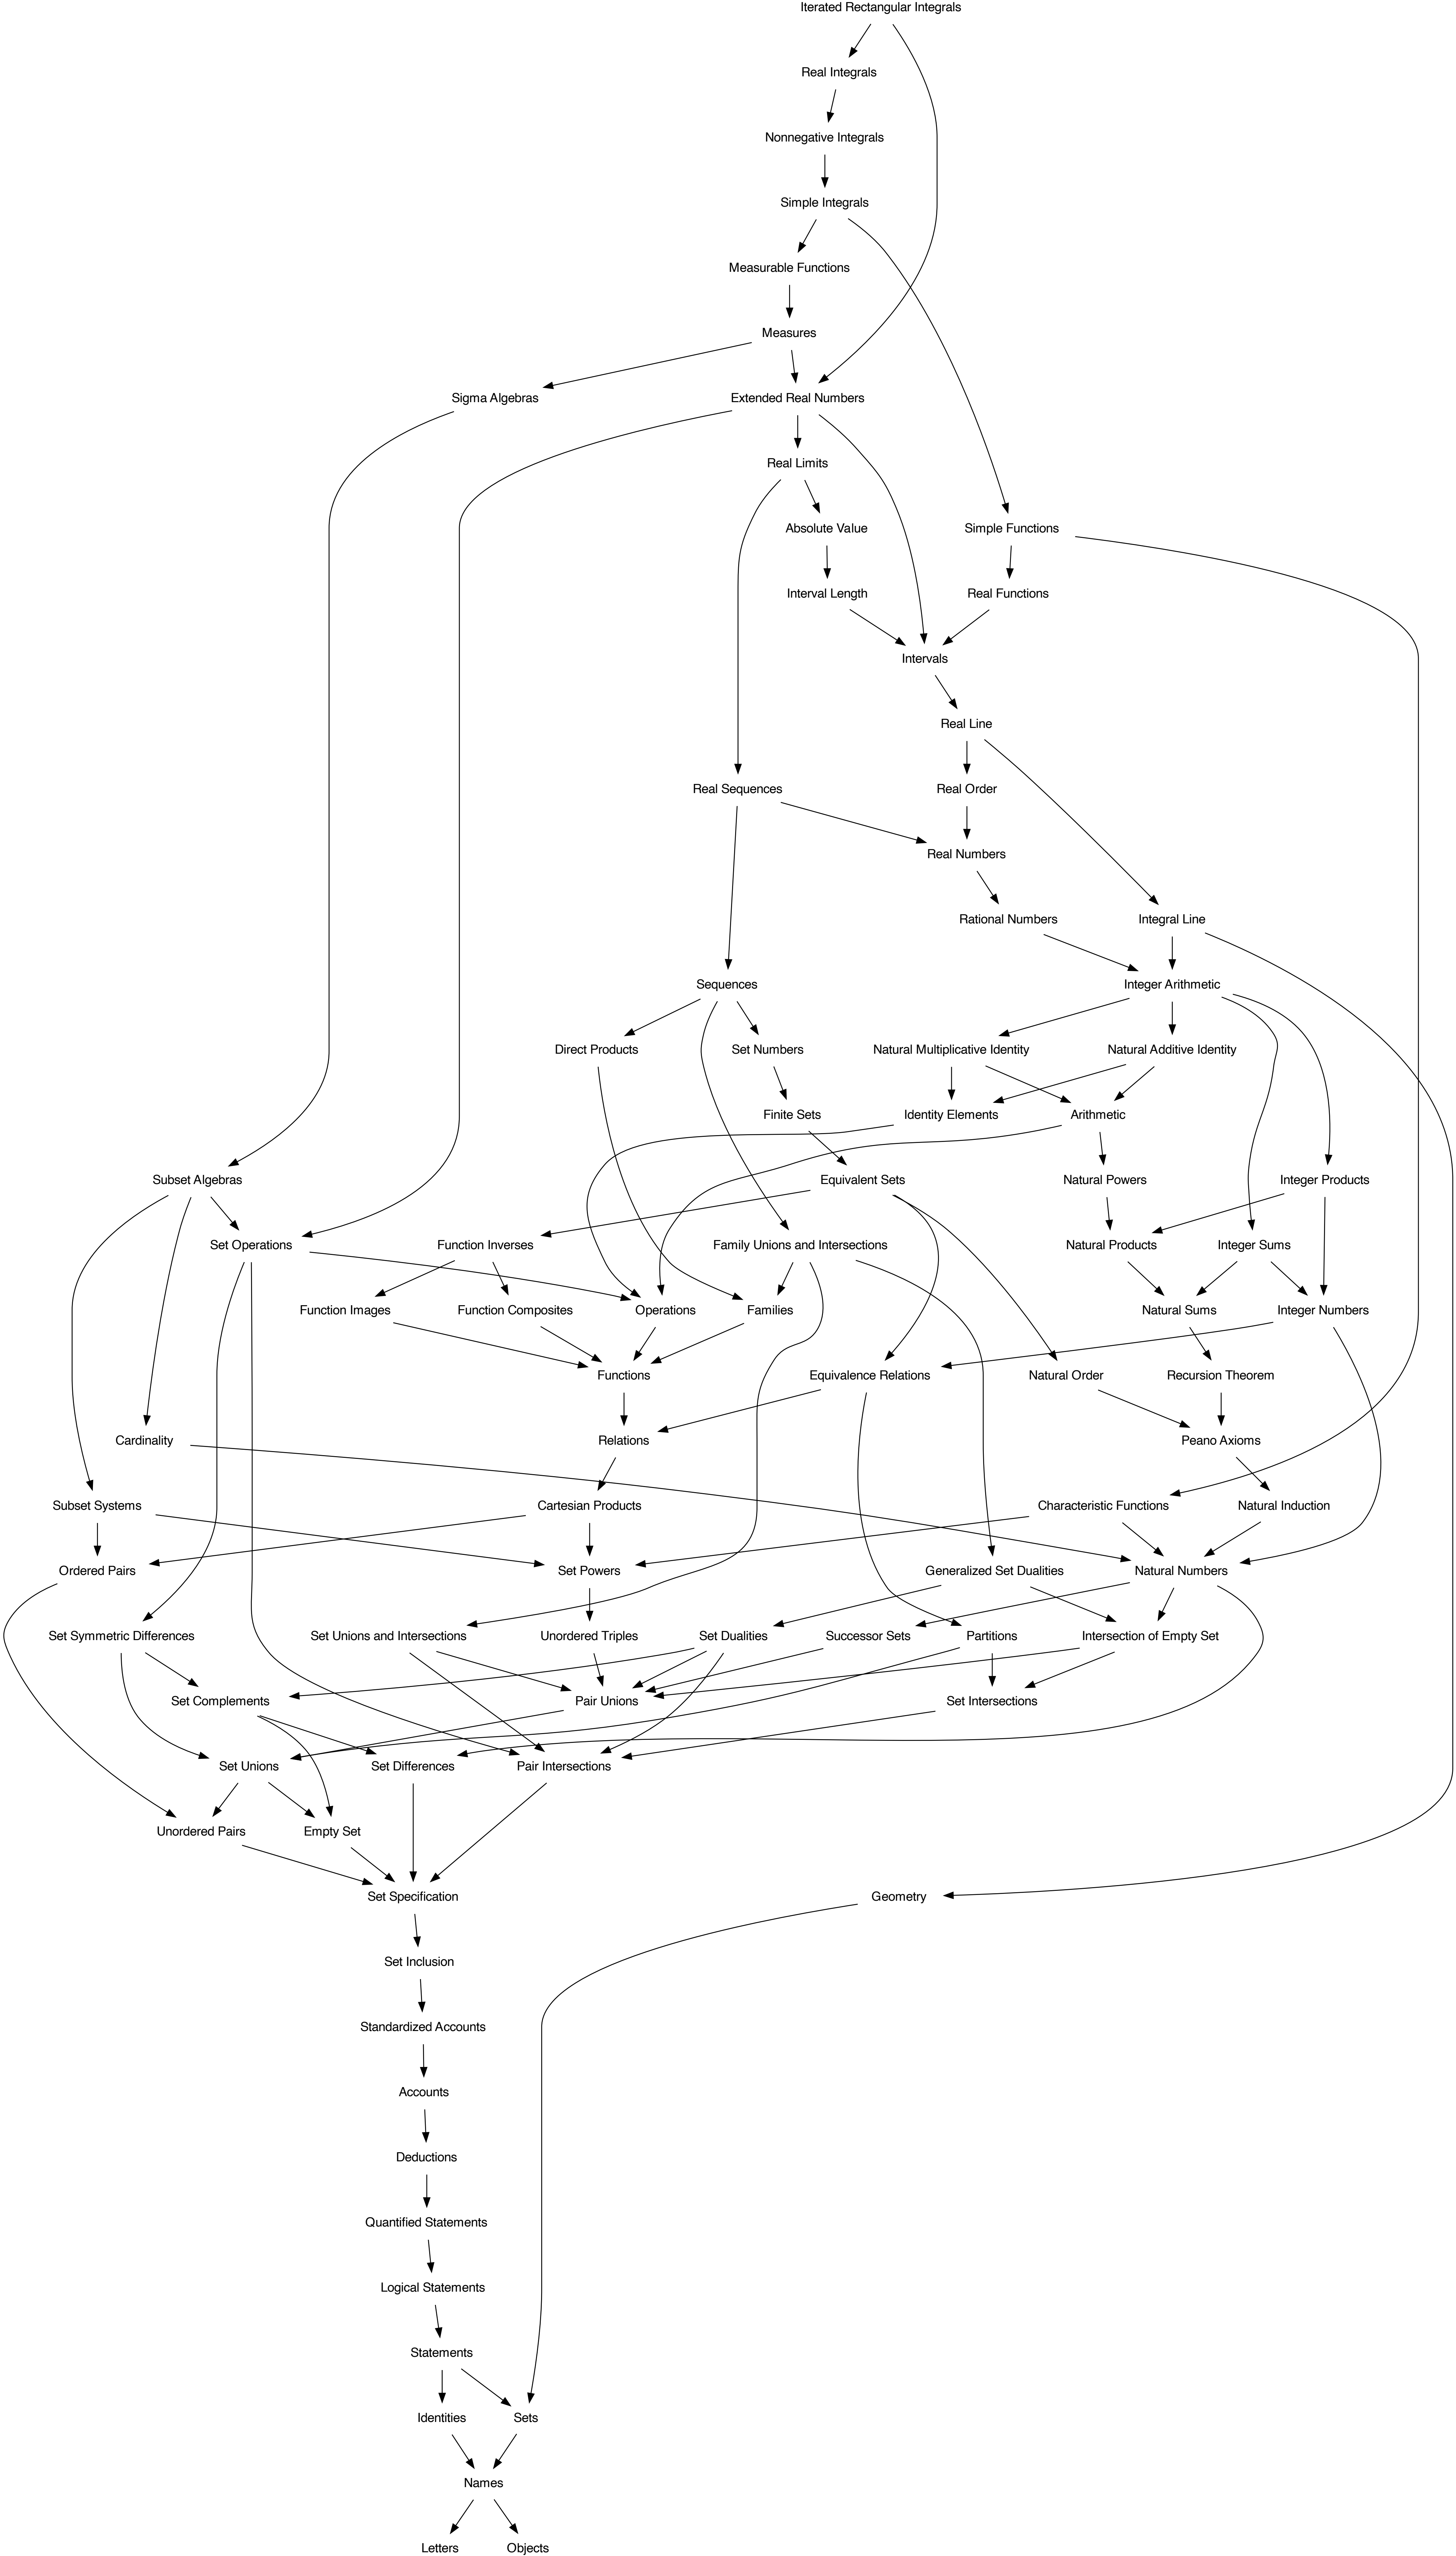 Iterated Rectangular Integrals
Real Integrals
Nonnegative Integrals
Simple Integrals
Measurable Functions
Measures
Sigma Algebras
Extended Real Numbers
Real Limits
Absolute Value
Simple Functions
Interval Length
Real Functions
Intervals
Real Line
Real Sequences
Real Order
Real Numbers
Rational Numbers
Integral Line
Sequences
Integer Arithmetic
Direct Products
Set Numbers
Natural Multiplicative Identity
Natural Additive Identity
Finite Sets
Identity Elements
Arithmetic
Subset Algebras
Equivalent Sets
Natural Powers
Integer Products
Set Operations
Function Inverses
Family Unions and Intersections
Natural Products
Integer Sums
Function Images
Function Composites
Operations
Families
Natural Sums
Integer Numbers
Functions
Equivalence Relations
Natural Order
Recursion Theorem
Cardinality
Relations
Peano Axioms
Subset Systems
Cartesian Products
Characteristic Functions
Natural Induction
Ordered Pairs
Set Powers
Generalized Set Dualities
Natural Numbers
Set Symmetric Differences
Set Unions and Intersections
Unordered Triples
Set Dualities
Successor Sets
Partitions
Intersection of Empty Set
Set Complements
Pair Unions
Set Intersections
Set Unions
Set Differences
Pair Intersections
Unordered Pairs
Empty Set
Set Specification
Geometry
Set Inclusion
Standardized Accounts
Accounts
Deductions
Quantified Statements
Logical Statements
Statements
Identities
Sets
Names
Letters
Objects